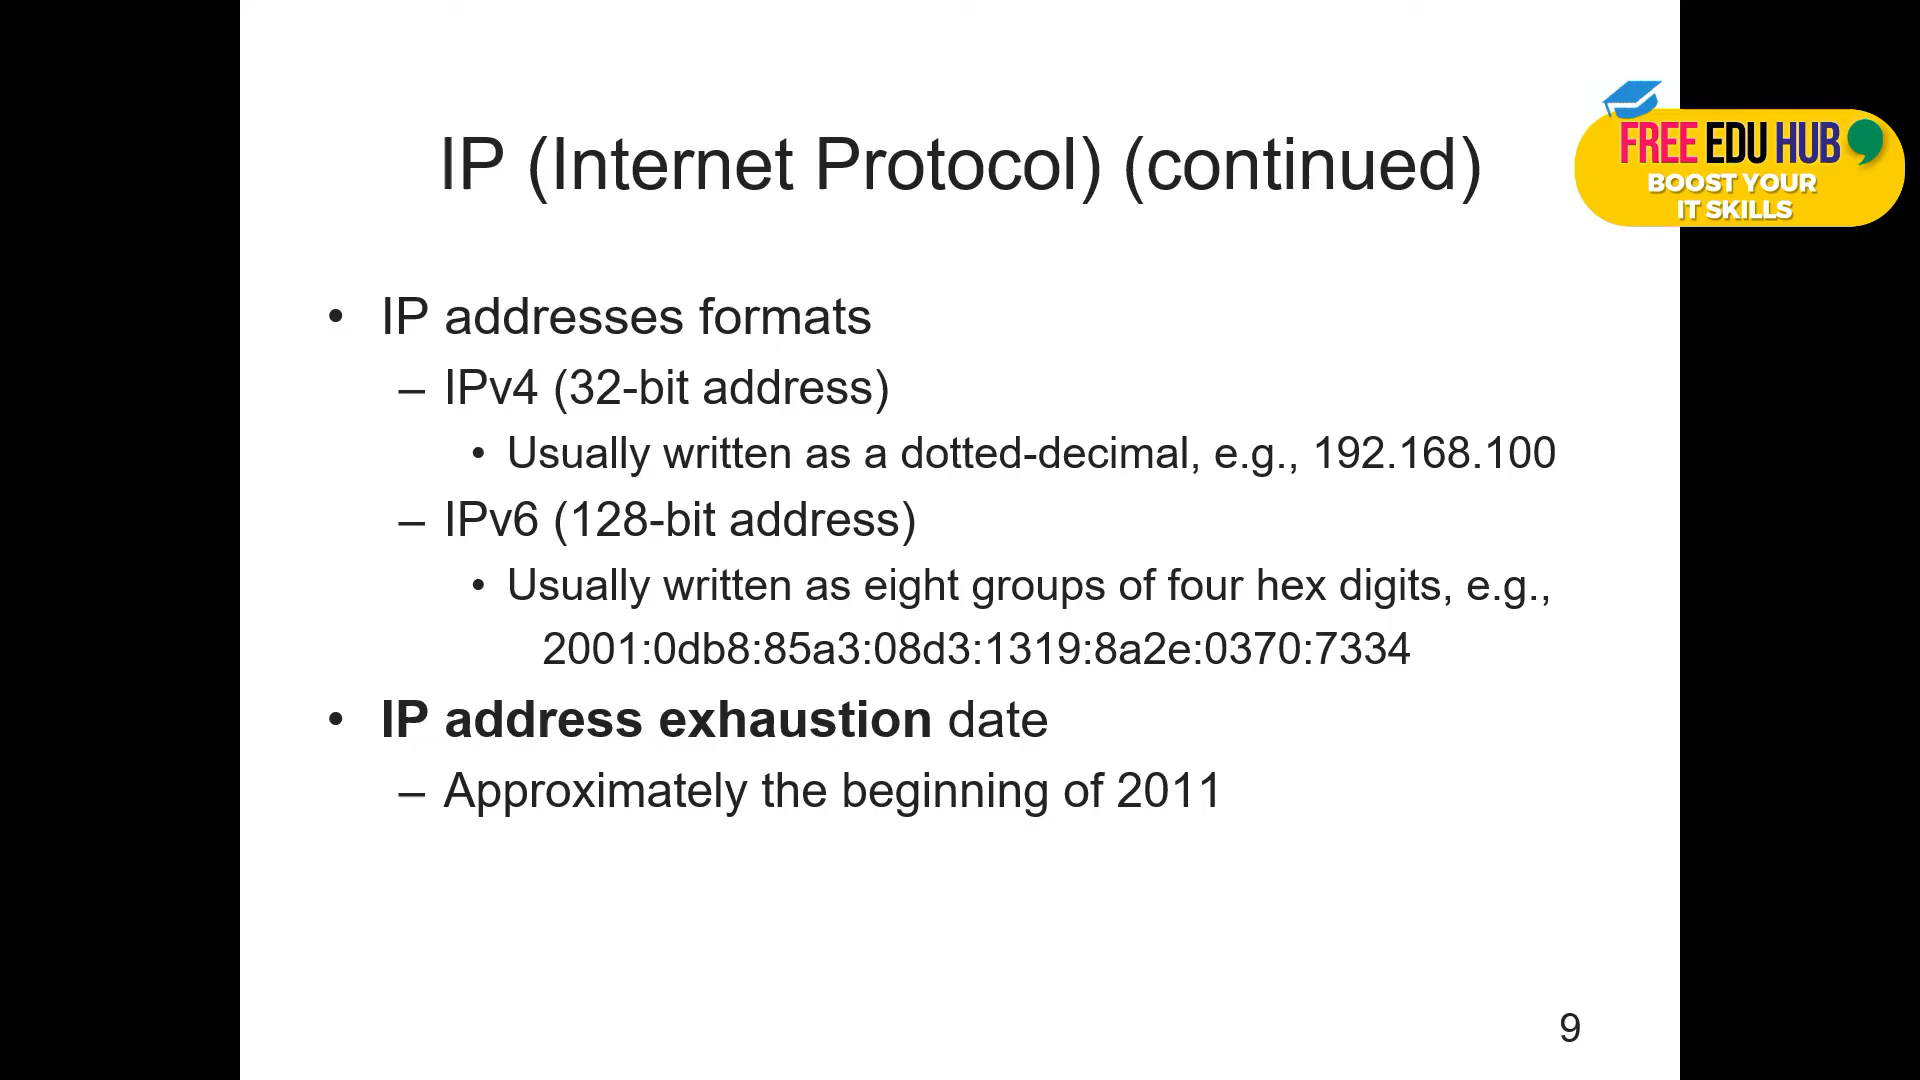 IP (Internet Protocol) (continued)
FREE EDU HUB
BOOST YOUR
IT SKILLS
• IP addresses formats
– IPv4 (32-bit address)
• Usually written as a dotted-decimal, e.g., 192.168.100
– IPv6 (128-bit address)
• Usually written as eight groups of four hex digits, e.g.,
2001:0db8:85a3:08d3:1319:8a2e:0370:7334
• IP address exhaustion date
– Approximately the beginning of 2011
9